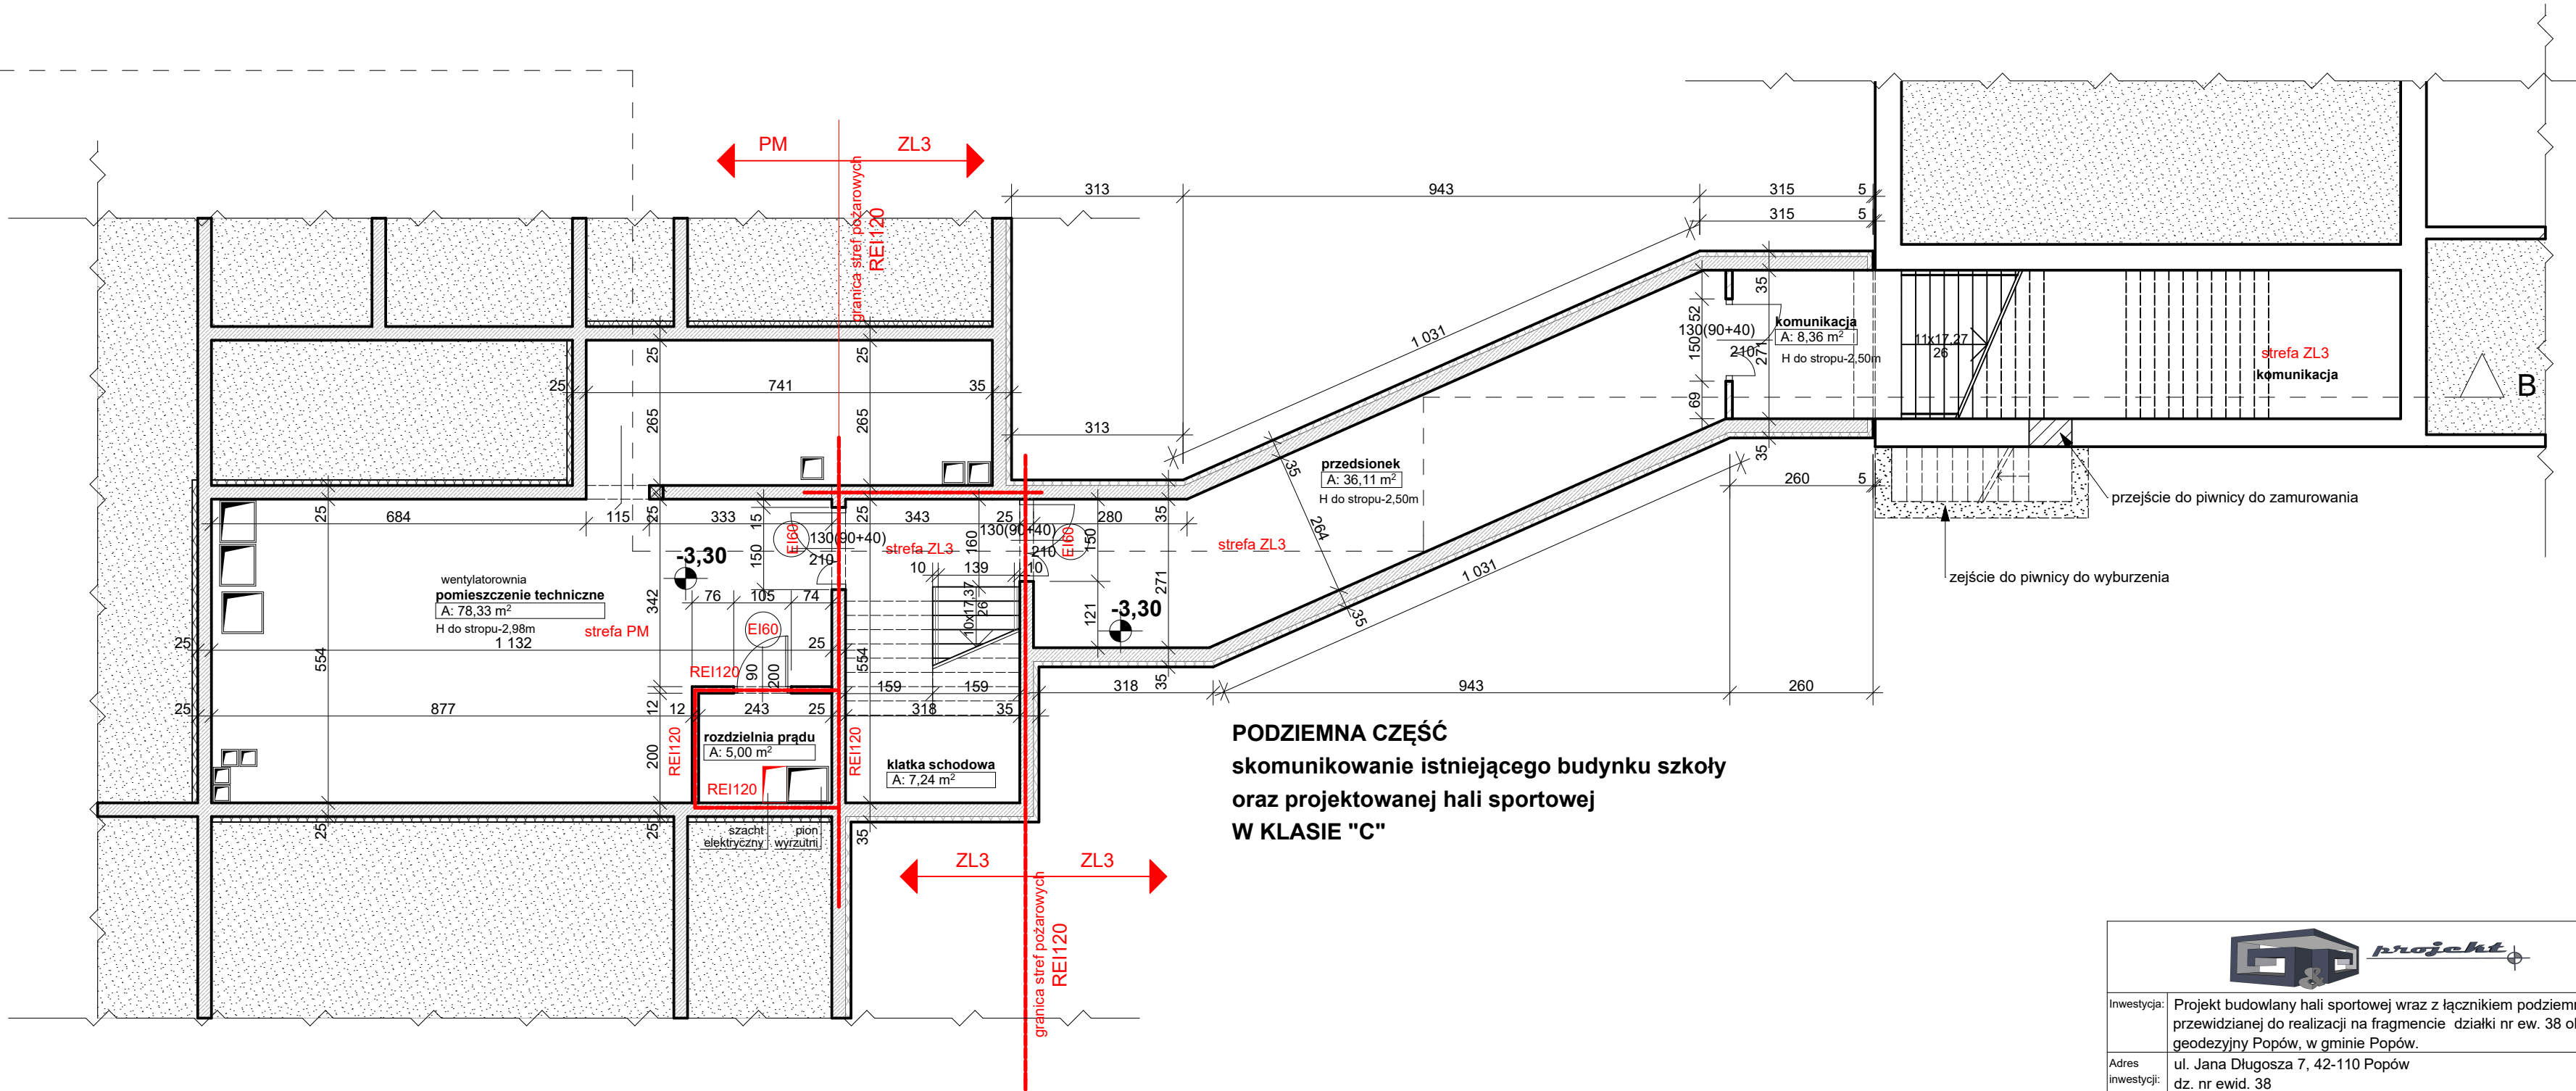 PM
ZL3
granica stref pożarowych
REI120
313
943
315
5
315
5
1 031
35
130(90+40)
52
150
210
271
69
komunikacja
A: 8,36 m²
H do stropu-2,50m
11x17,27
26
strefa ZL3
komunikacja
B
25
25
25
741
35
265
265
313
35
przedsionek
A: 36,11 m²
H do stropu-2,50m
35
260
5
przejście do piwnicy do zamurowania
zejście do piwnicy do wyburzenia
25
684
115
25
333
15
25
343
25
280
35
EI60
130(90+40)
210
150
strefa ZL3
160
130(90+40)
210
EI60
150
strefa ZL3
264
-3,30
10
139
10
1 031
wentylatorownia
pomieszczenie techniczne
A: 78,33 m²
H do stropu-2,98m
strefa PM
342
76
105
74
10x17,37
26
121
271
-3,30
35
EI60
25
1 132
25
554
554
REI120
90
200
159
159
318
35
943
260
25
877
12
12
243
25
318
35
REI120
200
rozdzielnia prądu
A: 5,00 m²
REI120
REI120
klatka schodowa
A: 7,24 m²
25
25
35
szacht
elektryczny
pion
wyrzutni
PODZIEMNA CZĘŚĆ
skomunikowanie istniejącego budynku szkoły
oraz projektowanej hali sportowej
W KLASIE "C"
ZL3
ZL3
granica stref pożarowych
REI120
G&G projekt
Inwestycja:
Projekt budowlany hali sportowej wraz z łącznikiem
przewidzianej do realizacji na fragmencie działki nr ew. 38
geodezyjny Popów, w gminie Popów.
Adres
inwestycji:
ul. Jana Długosza 7, 42-110 Popów
dz. nr ewid. 38